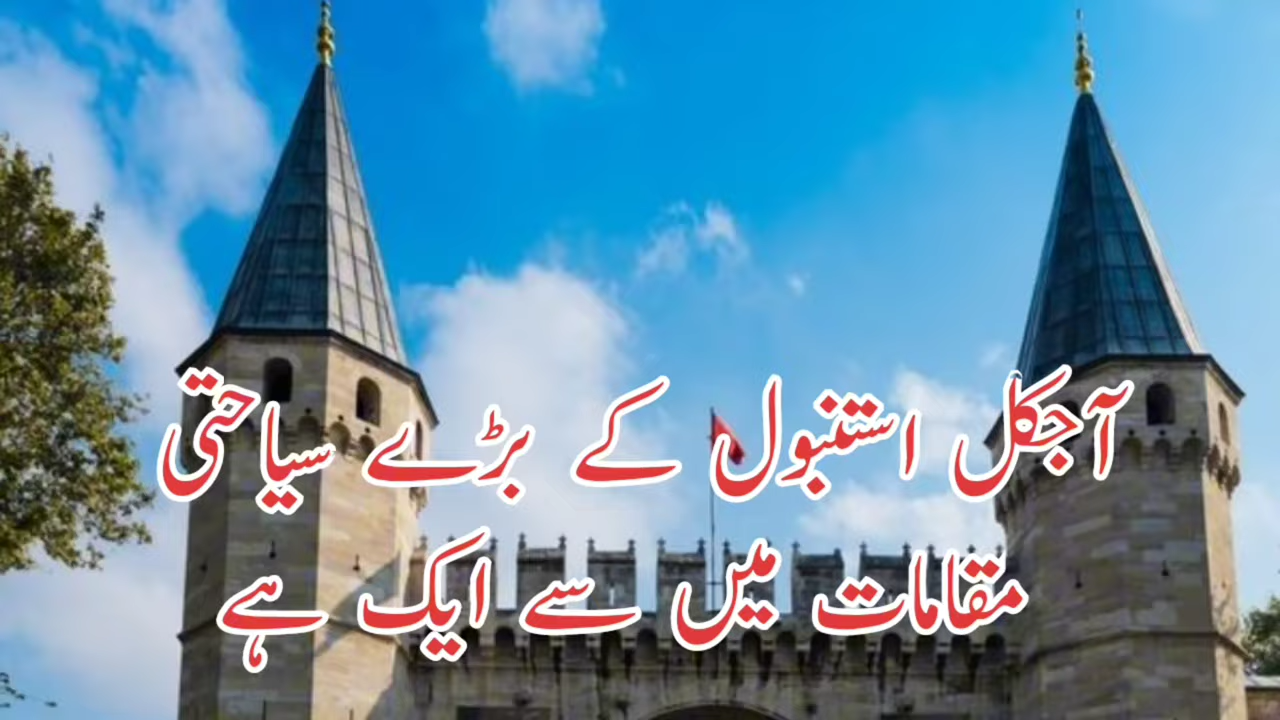 آجکل استنبول کے بڑے سیاحتی
مقامات میں سے ایک ہے